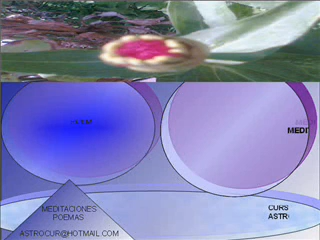 MEDI
CURS
ASTR
MEDITACIONES
POEMAS
ASTROCUR@HOTMAIL.COM